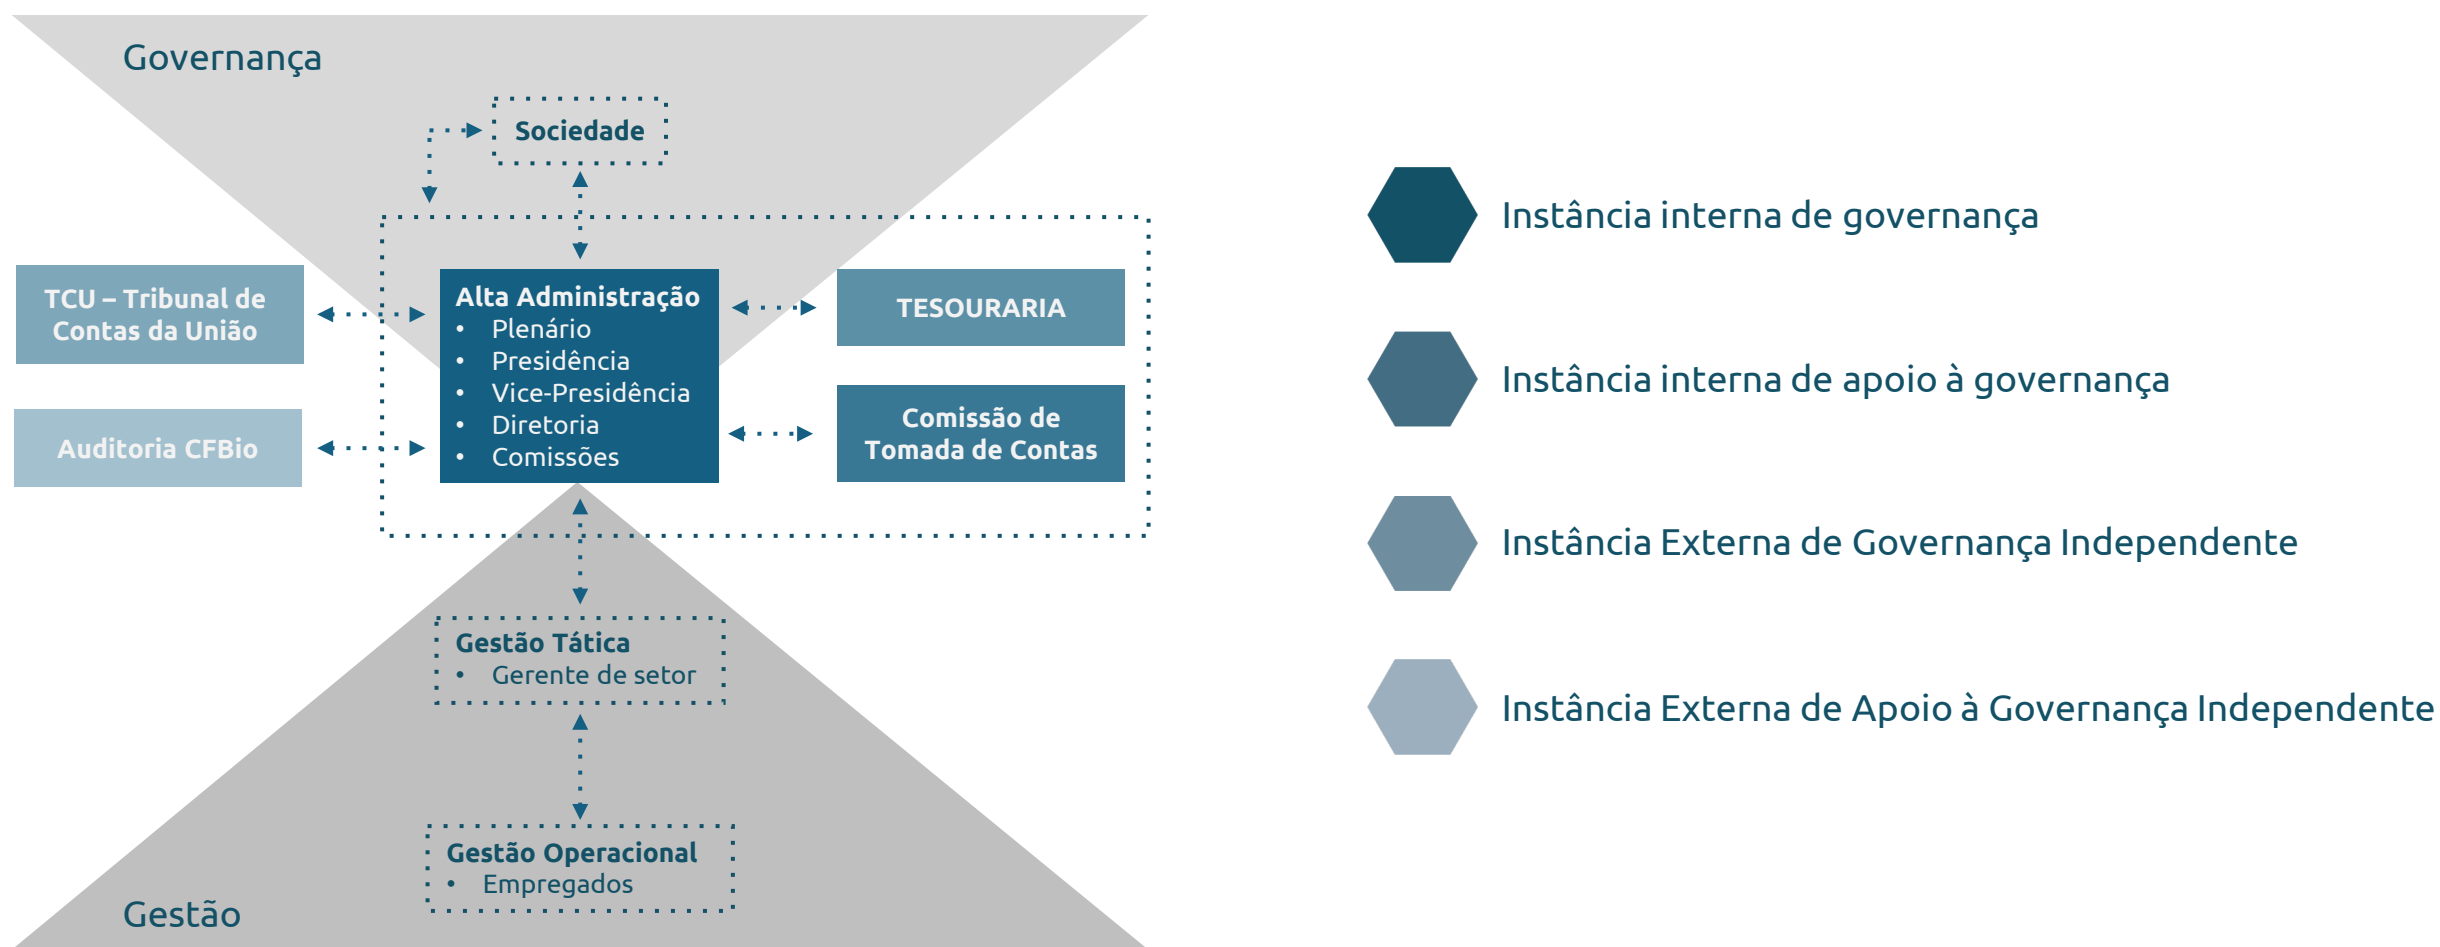 Governança
Sociedade
TCU – Tribunal de
Contas da União
Auditoria CFBio
Alta Administração
• Plenário
• Presidência
• Vice-Presidência
• Diretoria
• Comissões
TESOURARIA
Comissão de
Tomada de Contas
Gestão Tática
• Gerente de setor
Gestão Operacional
• Empregados
Gestão
Instância interna de governança
Instância interna de apoio à governança
Instância Externa de Governança Independente
Instância Externa de Apoio à Governança Independente